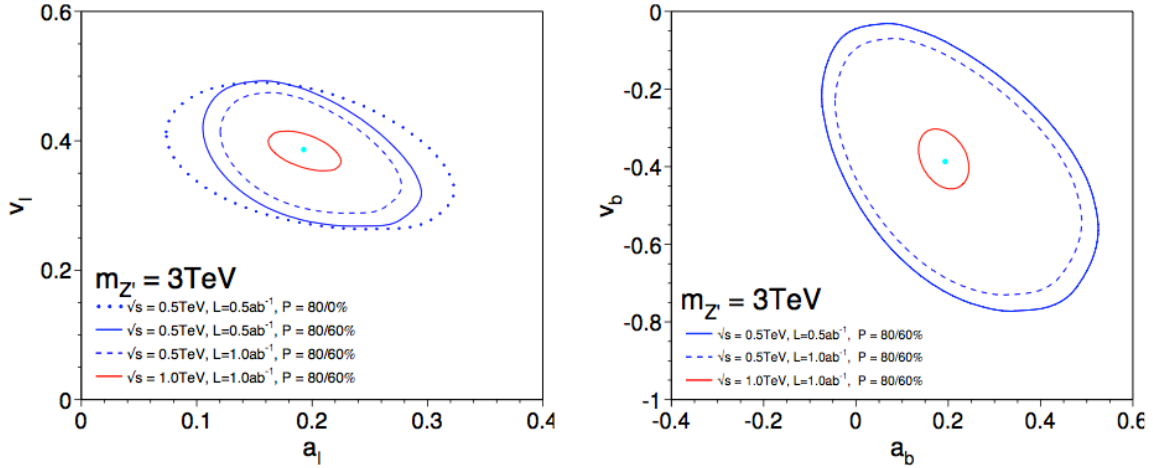 0.6
0.4
0.2
0
v_l
m_Z' = 3TeV
√s = 0.5TeV, L=0.5ab⁻¹, P = 80/0%
√s = 0.5TeV, L=0.5ab⁻¹, P = 80/60%
√s = 0.5TeV, L=1.0ab⁻¹, P = 80/60%
√s = 1.0TeV, L=1.0ab⁻¹, P = 80/60%
0 0.1 0.2 0.3 0.4
a_l
0
-0.2
-0.4
-0.6
-0.8
-1
v_b
m_Z' = 3TeV
√s = 0.5TeV, L=0.5ab⁻¹, P = 80/60%
√s = 0.5TeV, L=1.0ab⁻¹, P = 80/60%
√s = 1.0TeV, L=1.0ab⁻¹, P = 80/60%
-0.4 -0.2 0 0.2 0.4 0.6
a_b